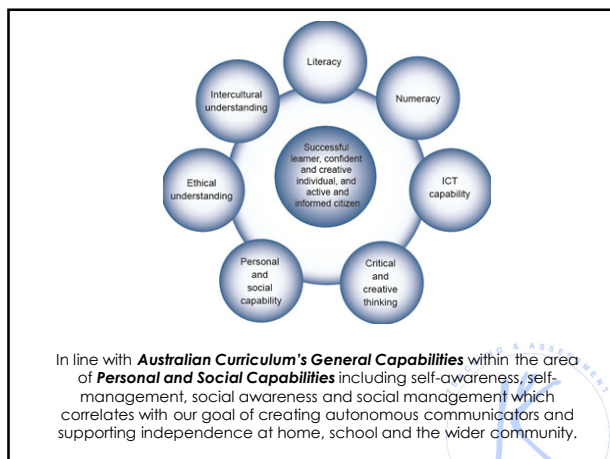 Literacy
Numeracy
ICT
capability
Critical
and
creative
thinking
Personal
and
social
capability
Ethical
understanding
Intercultural
understanding
Successful
learner, confident
and creative
individual, and
active and
informed citizen
In line with Australian Curriculum's General Capabilities within the area
of Personal and Social Capabilities including self-awareness, self-
management, social awareness and social management which
correlates with our goal of creating autonomous communicators and
supporting independence at home, school and the wider community.
& ASSESSMENT